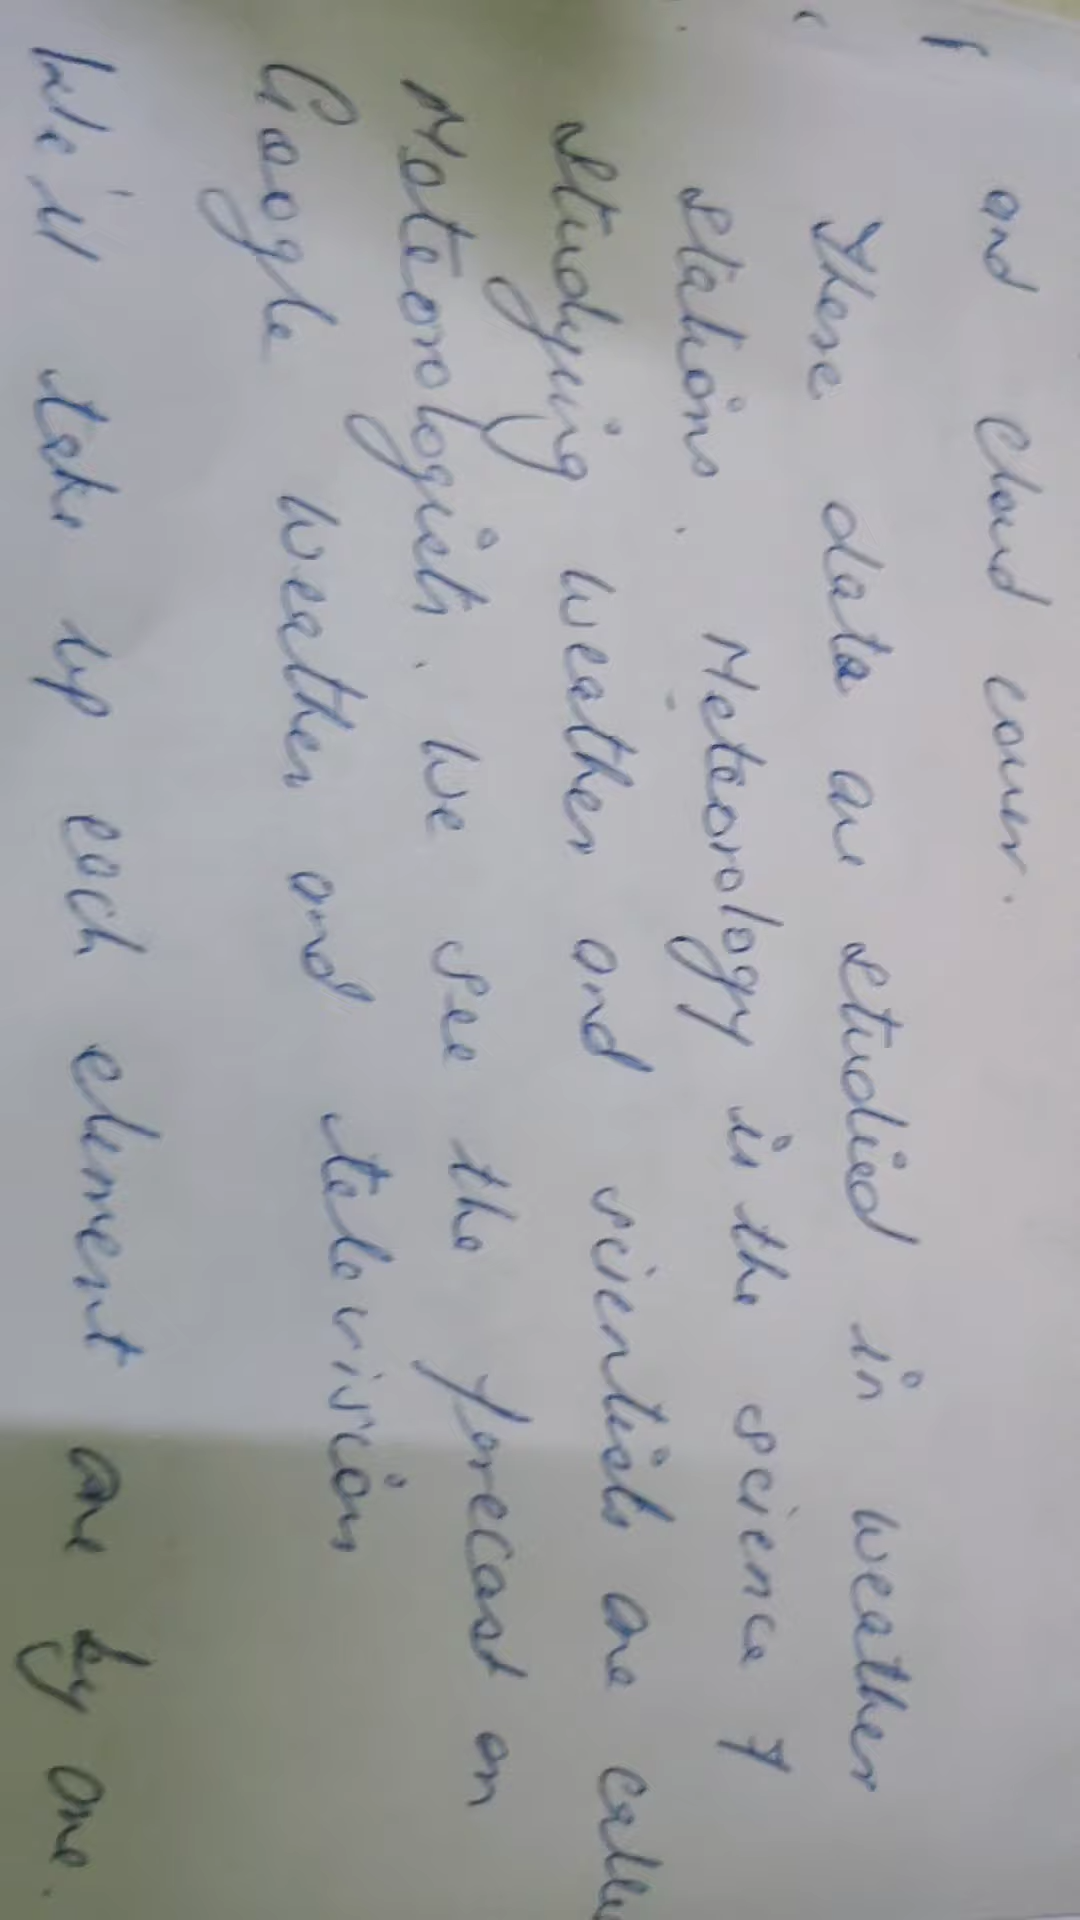 and cloud cover.
These data are studied in weather
stations. Meteorology is the science of
studying weather and scientists are
Moteorologists. We see the forecast on
Google weather and television
We'll take up each element one by one.